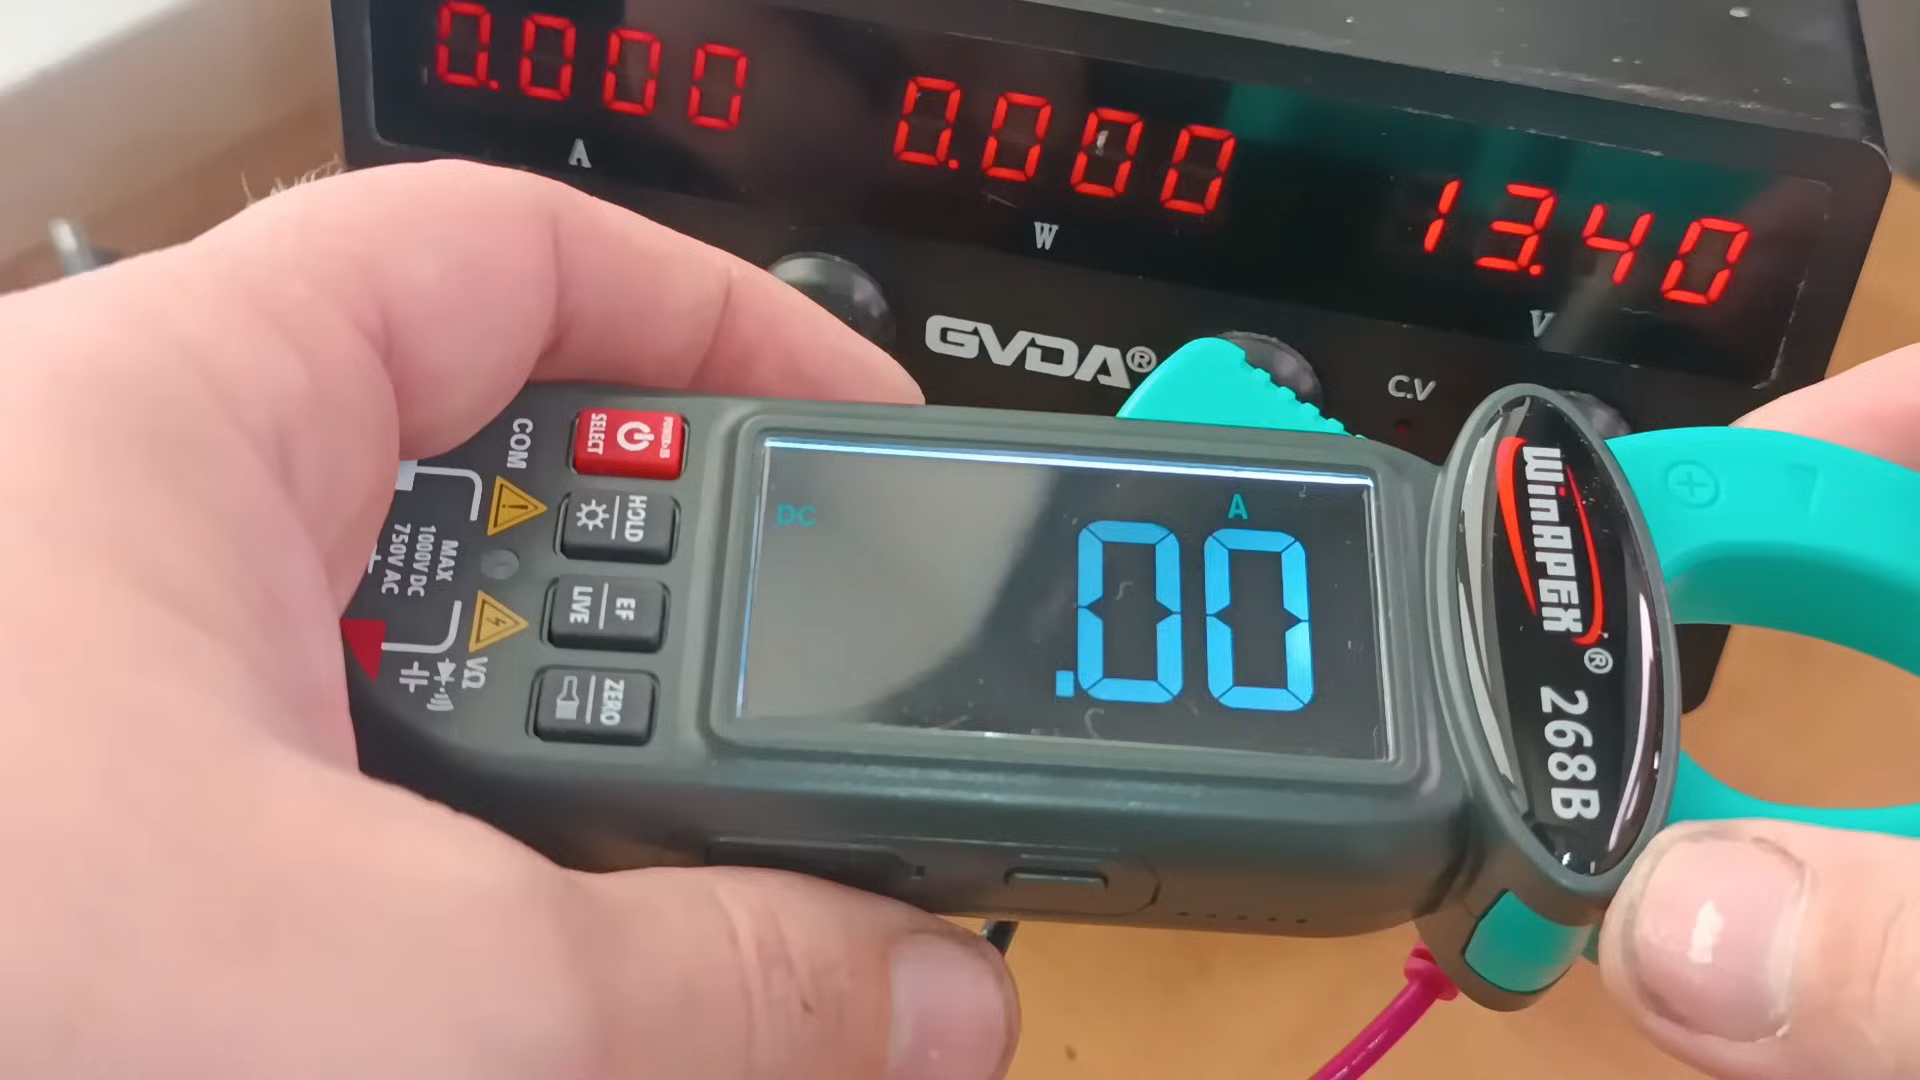 0.000
A
0.000
W
13.40
V
GVDA®
C.V
COM
MAX
1000V DC
750V AC
VΩ
SELECT
HOLD
EF
LIVE
ZERO
DC
A
.00
WinAPEX®
268B